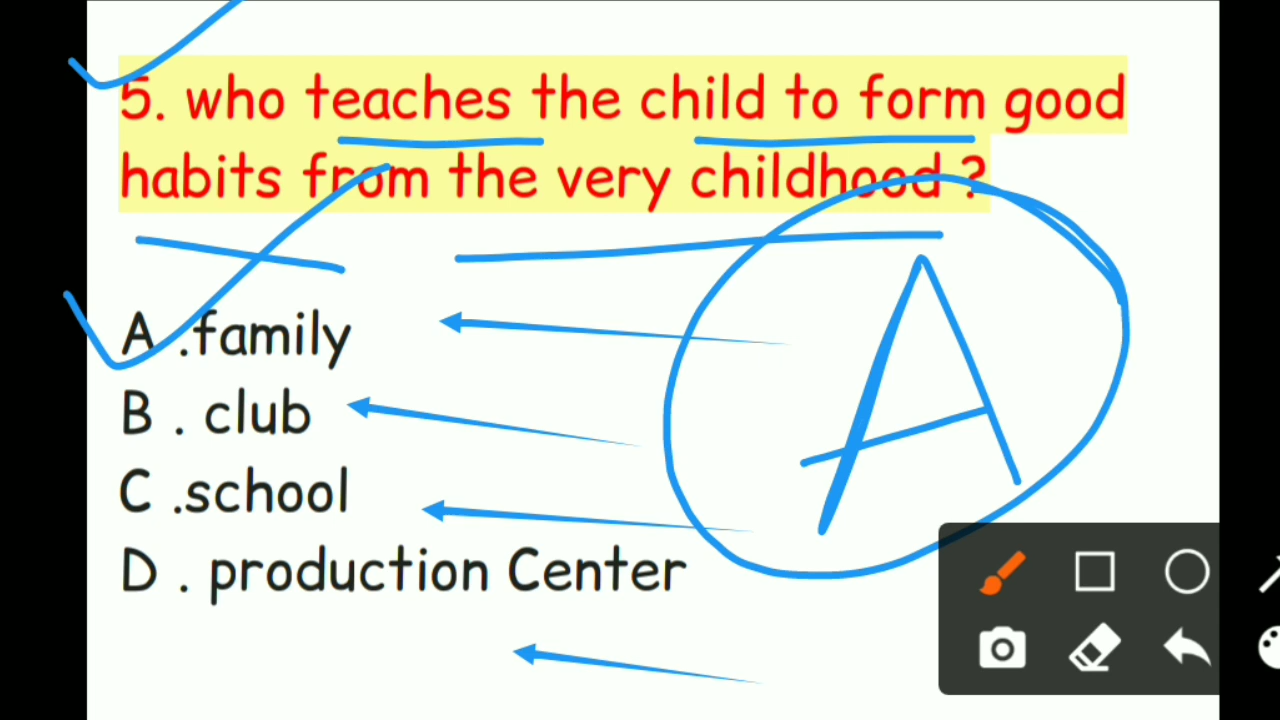 5. who teaches the child to form good
habits from the very childhood ?
A .family
B . club
C .school
D . production Center
A